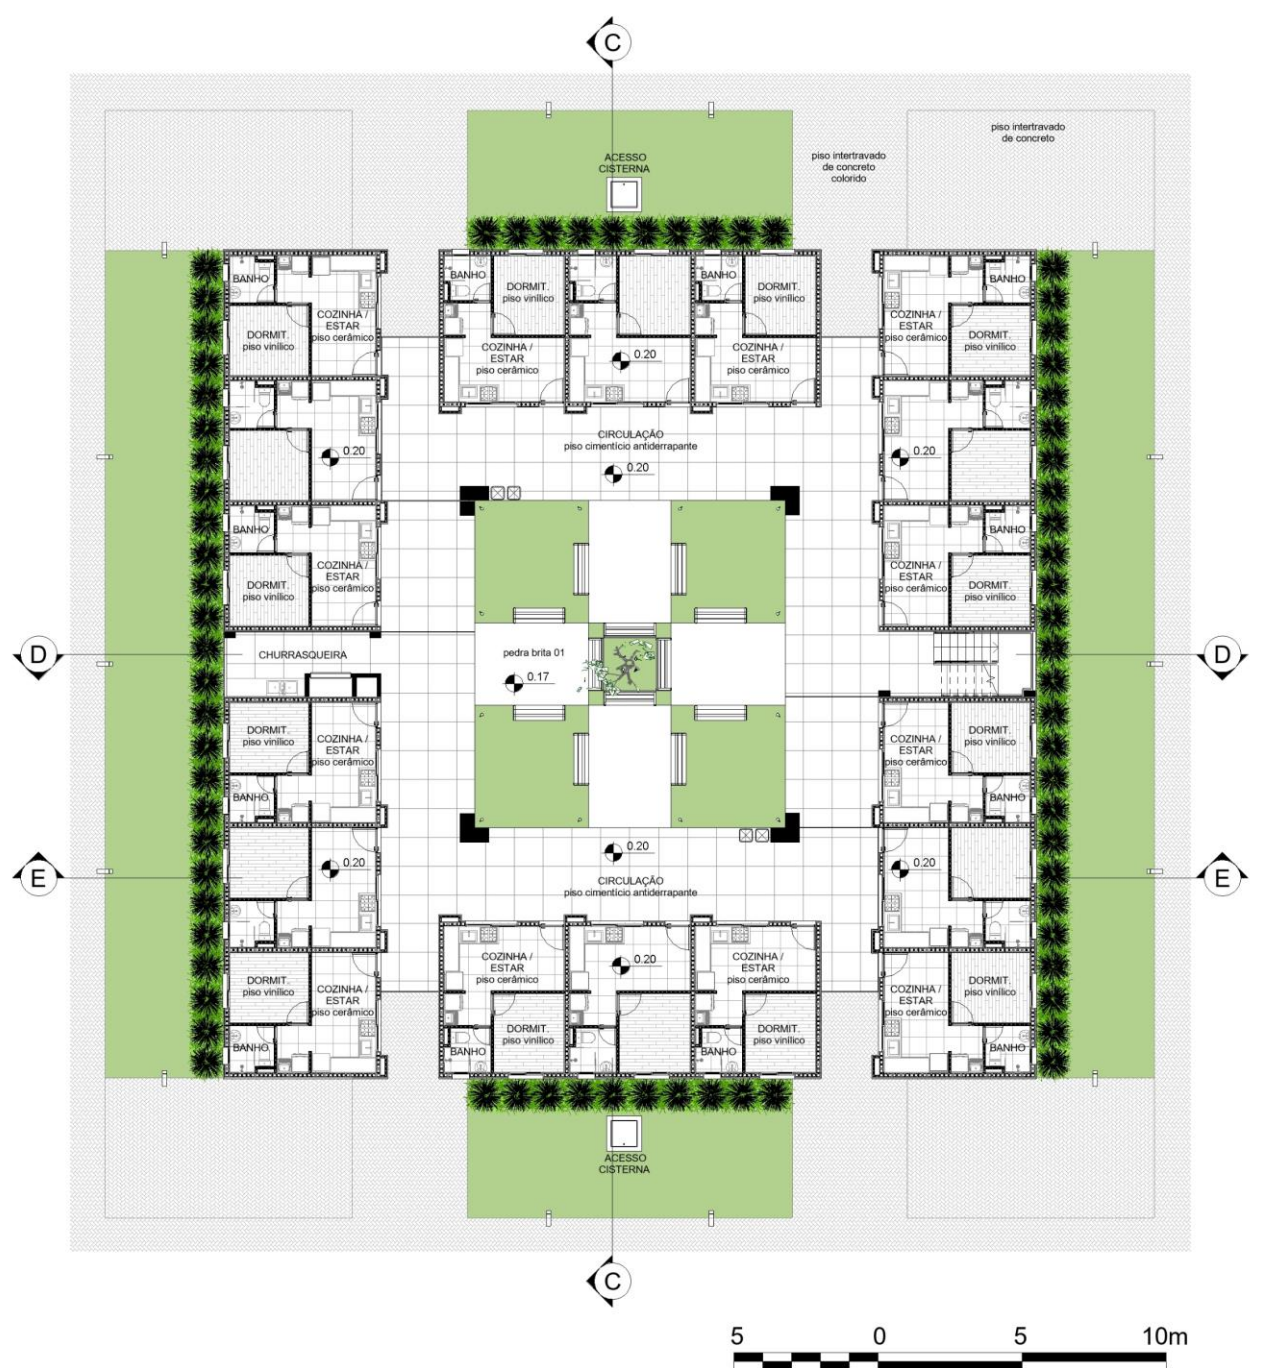 C
piso intertravado
de concreto
piso intertravado
de concreto
colorido
ACESSO
CISTERNA
BANHO
COZINHA /
ESTAR
piso cerâmico
DORMIT.
piso vinílico
BANHO
DORMIT.
piso vinílico
COZINHA /
ESTAR
piso cerâmico
BANHO
DORMIT.
piso vinílico
COZINHA /
ESTAR
piso cerâmico
0.20
BANHO
COZINHA /
ESTAR
piso cerâmico
DORMIT.
piso vinílico
0.20
CIRCULAÇÃO
piso cimentício antiderrapante
0.20
0.20
BANHO
COZINHA /
ESTAR
piso cerâmico
DORMIT.
piso vinílico
BANHO
COZINHA /
ESTAR
piso cerâmico
DORMIT.
piso vinílico
D
CHURRASQUEIRA
pedra brita 01
0.17
D
DORMIT.
piso vinílico
COZINHA /
ESTAR
piso cerâmico
BANHO
COZINHA /
ESTAR
piso cerâmico
DORMIT.
piso vinílico
BANHO
E
0.20
0.20
CIRCULAÇÃO
piso cimentício antiderrapante
0.20
E
DORMIT.
piso vinílico
COZINHA /
ESTAR
piso cerâmico
BANHO
COZINHA /
ESTAR
piso cerâmico
DORMIT.
piso vinílico
BANHO
0.20
COZINHA /
ESTAR
piso cerâmico
DORMIT.
piso vinílico
BANHO
COZINHA /
ESTAR
piso cerâmico
DORMIT.
piso vinílico
BANHO
ACESSO
CISTERNA
C
5 0 5 10m